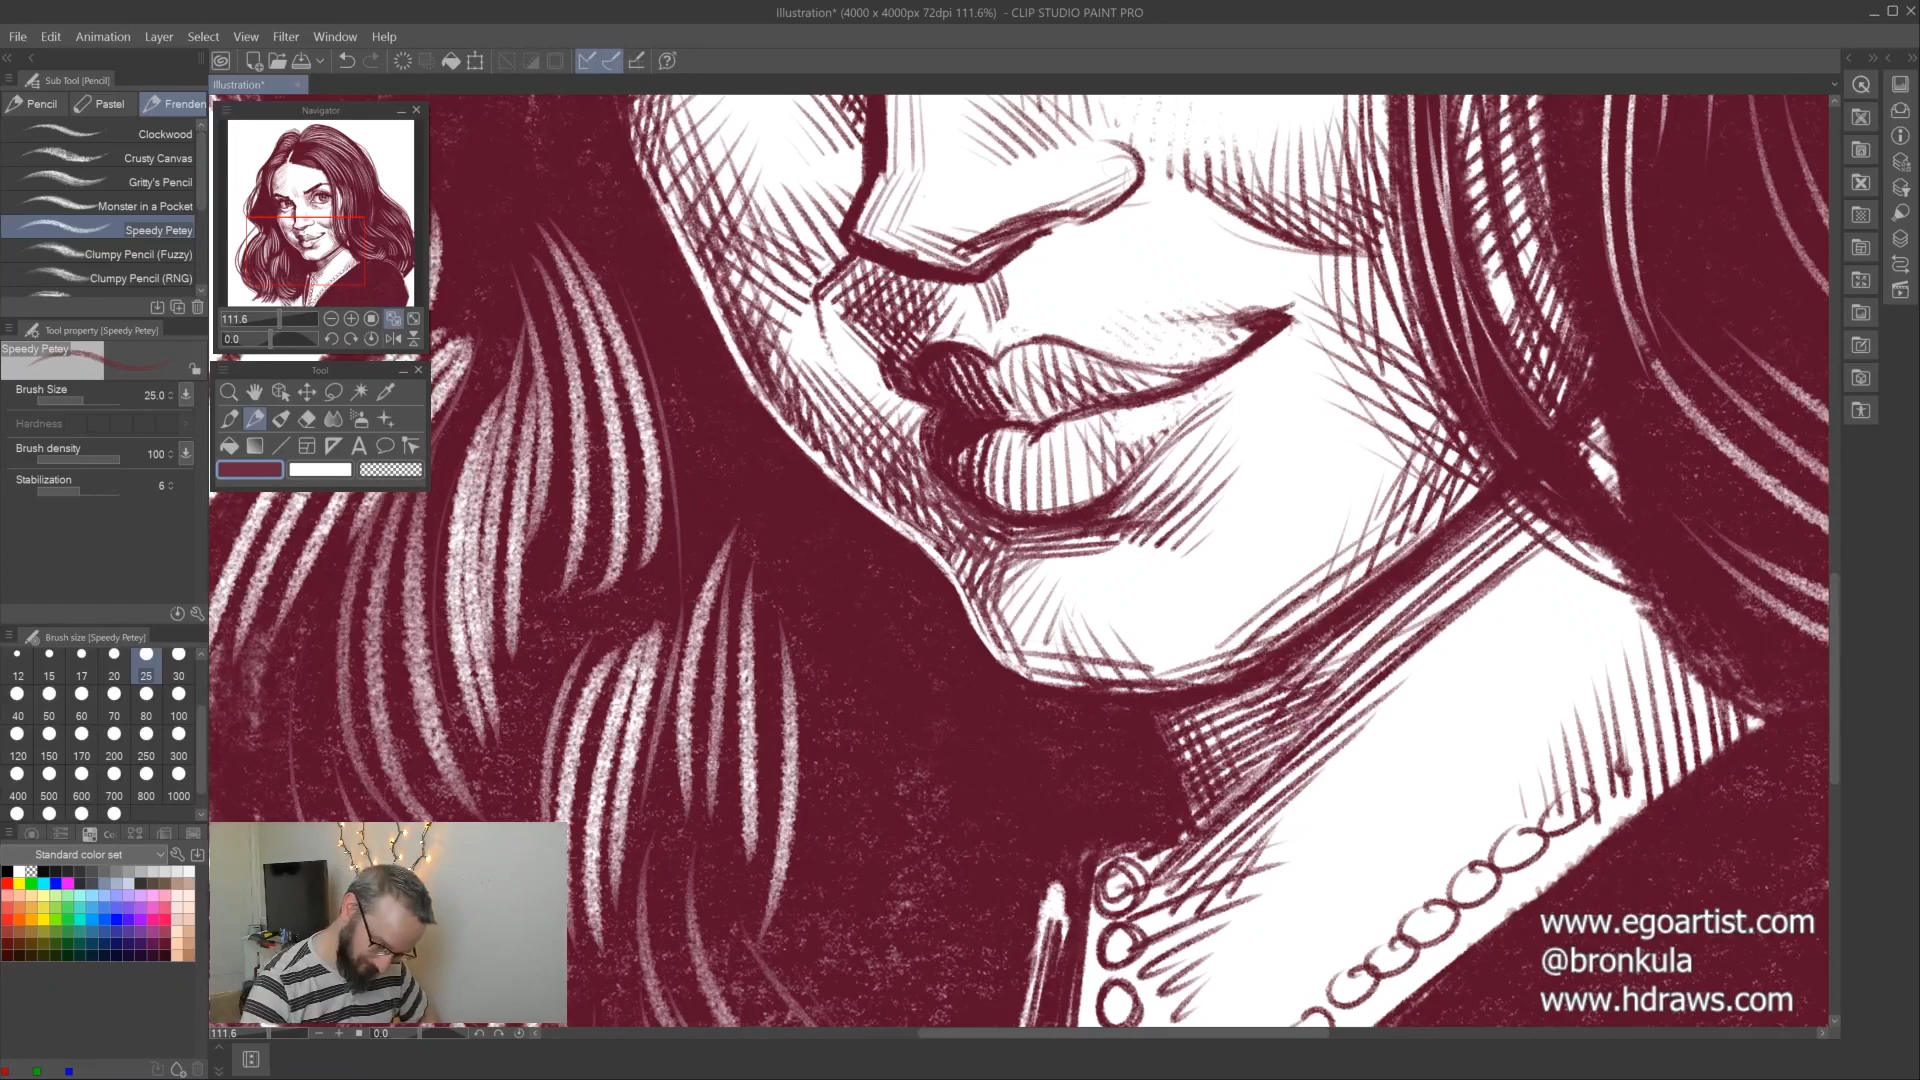 Illustration* (4000 x 4000px 72dpi 111.6%) - CLIP STUDIO PAINT PRO
File Edit Animation Layer Select View Filter Window Help
Sub Tool [Pencil]
Illustration*
Pencil Pastel Frenden
Navigator
Clockwood
Crusty Canvas
Gritty's Pencil
Monster in a Pocket
Speedy Petey
Clumpy Pencil (Fuzzy)
Clumpy Pencil (RNG)
111.6
0.0
Tool property [Speedy Petey]
Speedy Petey
Tool
Brush Size 25.0
Hardness
Brush density 100
Stabilization 6
Brush size [Speedy Petey]
12 15 17 20 25 30
40 50 60 70 80 100
120 150 170 200 250 300
400 500 600 700 800 1000
Co
Standard color set
www.egoartist.com
@bronkula
www.hdraws.com
111.6 0.0